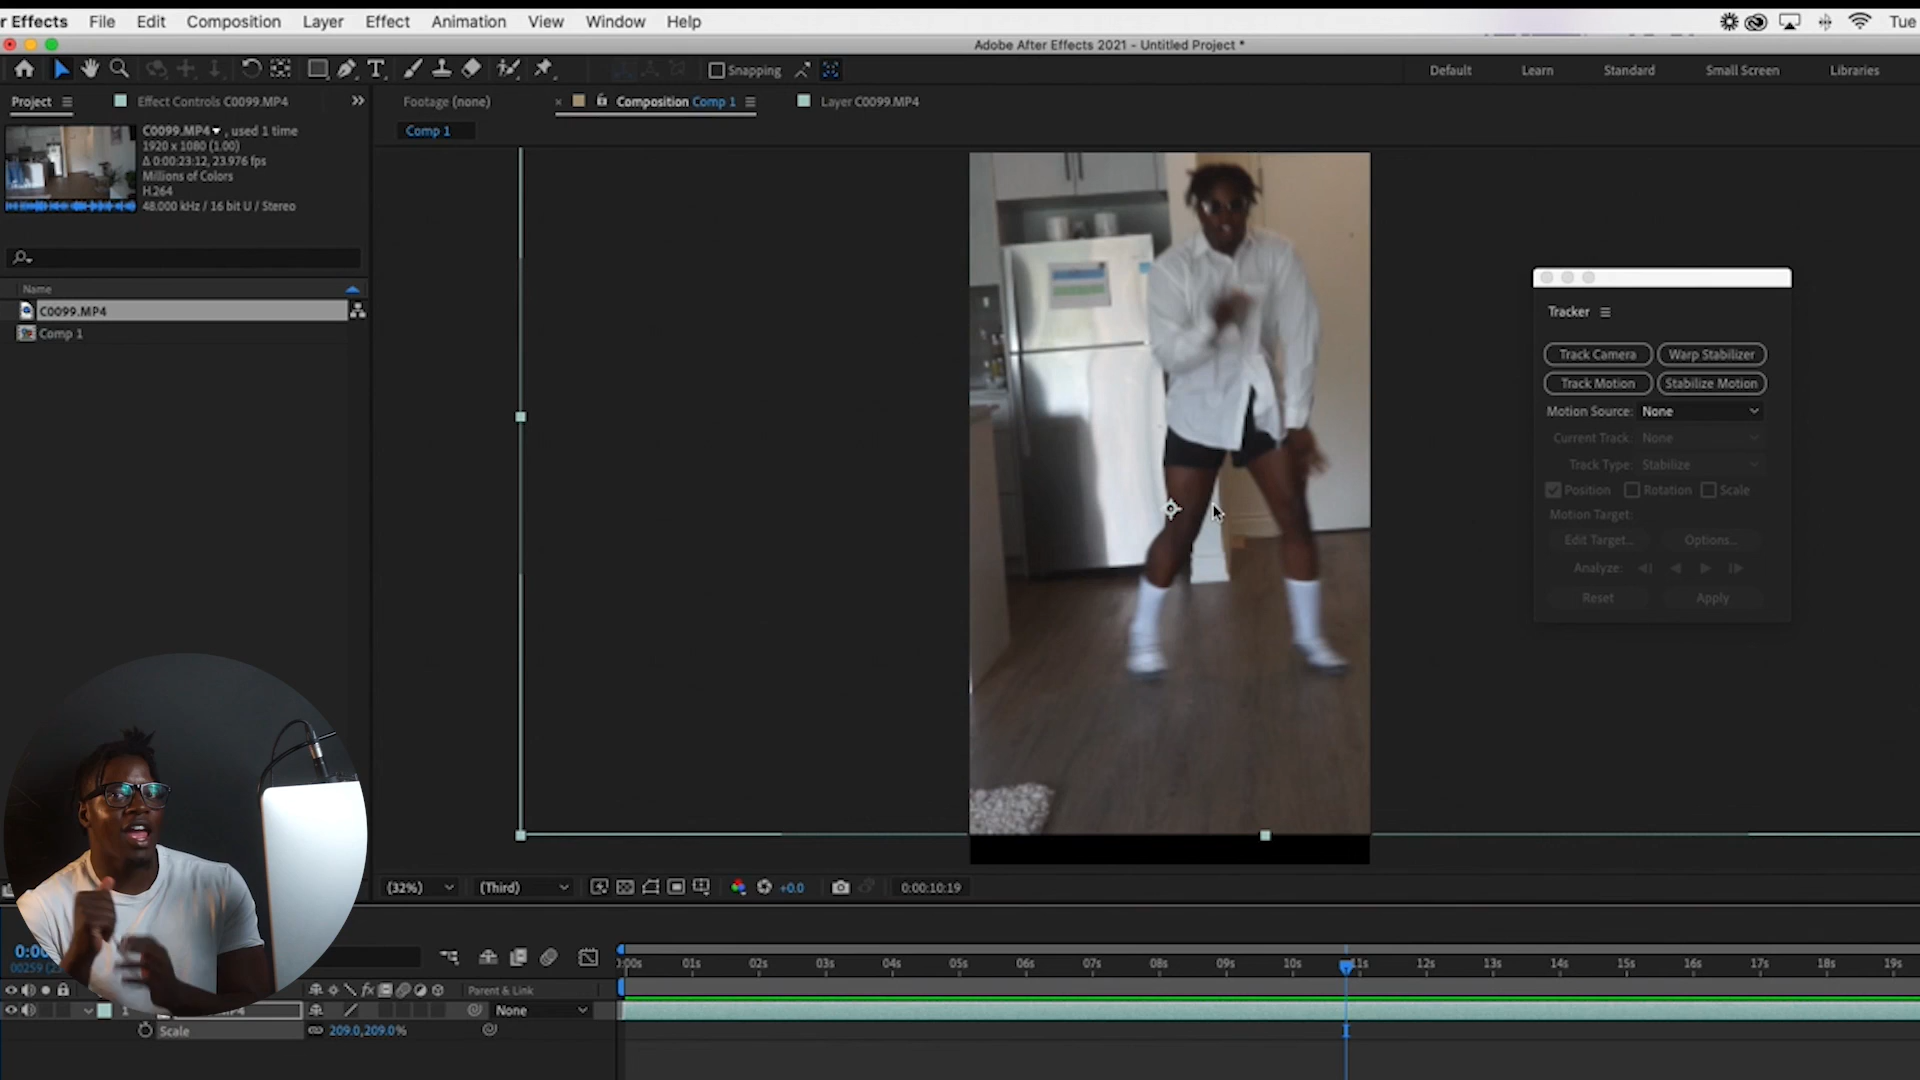 r Effects File Edit Composition Layer Effect Animation View Window Help Tue
Adobe After Effects 2021 - Untitled Project *
Snapping Default Learn Standard Small Screen Libraries
Project Effect Controls C0099.MP4 Footage (none) Composition Comp 1 Layer C0099.MP4
Comp 1
C0099.MP4 , used 1 time
1920 x 1080 (1.00)
Δ 0:00:23:12, 23.976 fps
Millions of Colors
H.264
48.000 kHz / 16 bit U / Stereo
Name
C0099.MP4
Comp 1
Tracker
Track Camera Warp Stabilizer
Track Motion Stabilize Motion
Motion Source: None
Current Track: None
Track Type: Stabilize
Position Rotation Scale
Motion Target:
Edit Target... Options...
Analyze:
Reset Apply
(32%) (Third) +0.0 0:00:10:19
0:00s 01s 02s 03s 04s 05s 06s 07s 08s 09s 10s 11s 12s 13s 14s 15s 16s 17s 18s 19s
Parent & Link
1 None
Scale 209.0,209.0%